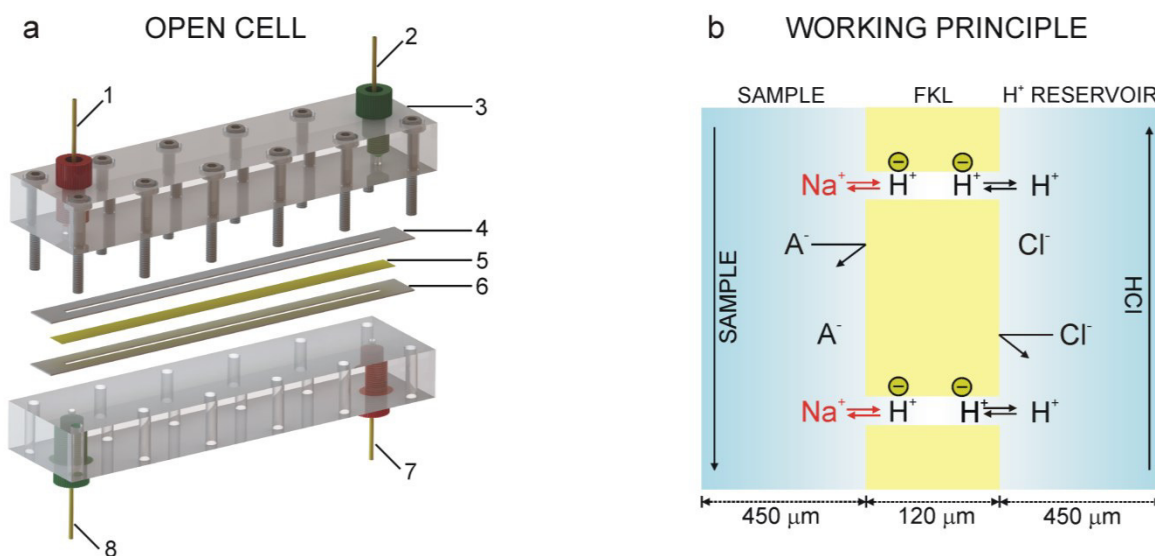 a OPEN CELL
1
2
3
4
5
6
7
8
b WORKING PRINCIPLE
SAMPLE FKL H⁺ RESERVOIR
Na⁺ H⁺ H⁺ H⁺
A⁻ Cl⁻
SAMPLE
HCl
A⁻ Cl⁻
Na⁺ H⁺ H⁺ H⁺
450 μm 120 μm 450 μm